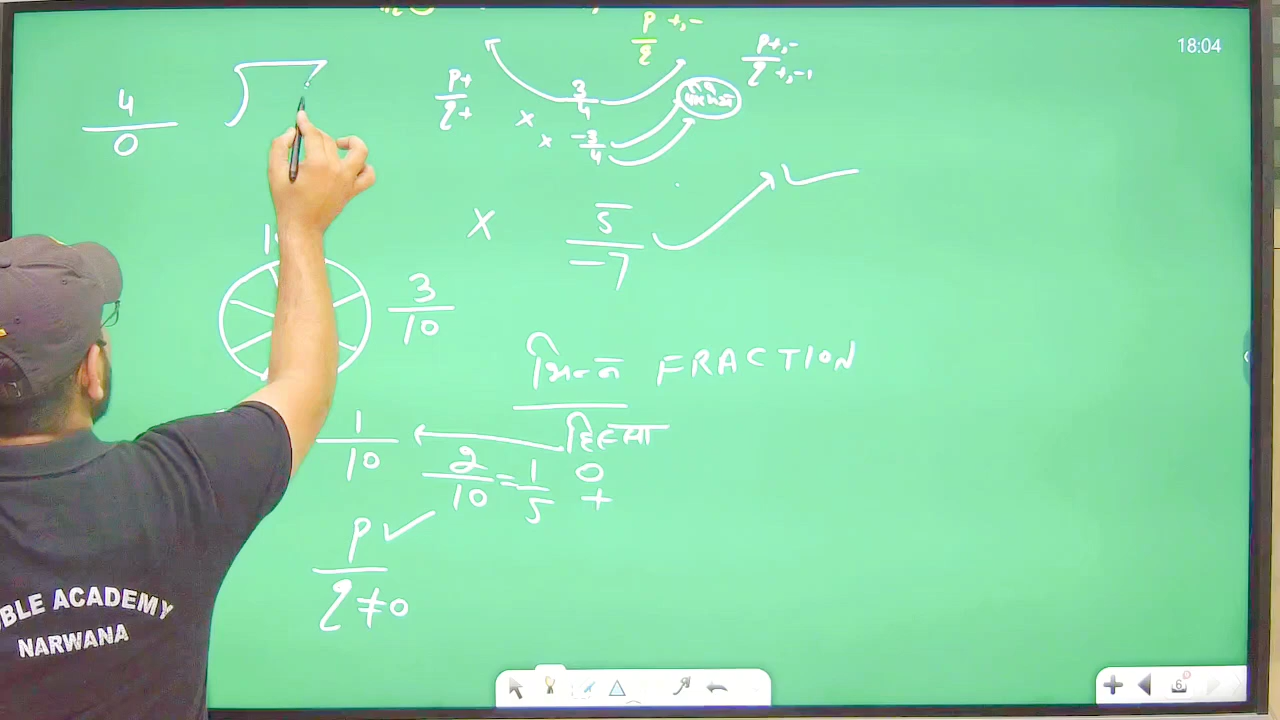 18:04
P +,-
q
P+,-
q +,-
P+
q+
3
4
×
× -3
4
4
0
× 5
-7
3
10
भिन्न FRACTION
हिस्सा
1
10
2 = 1
10 5
0
+
P
q≠0
BLE ACADEMY
NARWANA
6